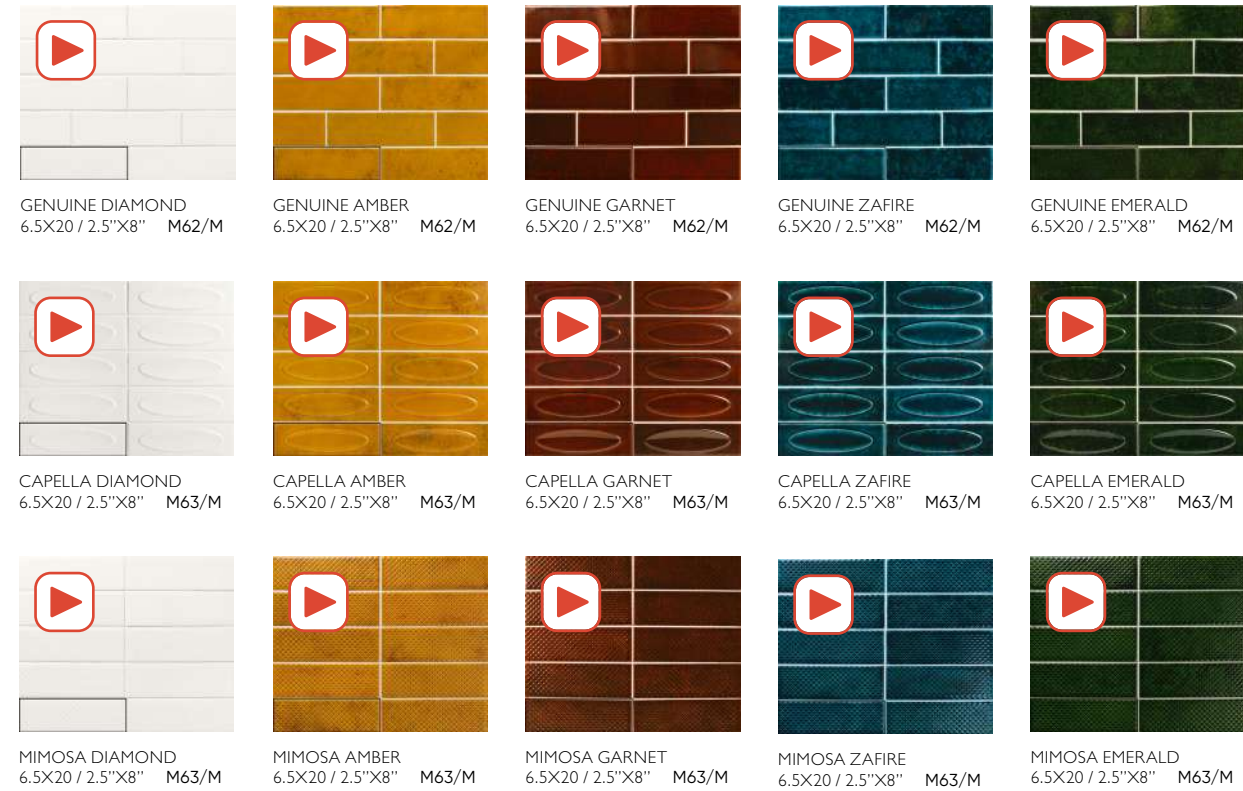 GENUINE DIAMOND
6.5X20 / 2.5”X8” M62/M
GENUINE AMBER
6.5X20 / 2.5”X8” M62/M
GENUINE GARNET
6.5X20 / 2.5”X8” M62/M
GENUINE ZAFIRE
6.5X20 / 2.5”X8” M62/M
GENUINE EMERALD
6.5X20 / 2.5”X8” M62/M
CAPELLA DIAMOND
6.5X20 / 2.5”X8” M63/M
CAPELLA AMBER
6.5X20 / 2.5”X8” M63/M
CAPELLA GARNET
6.5X20 / 2.5”X8” M63/M
CAPELLA ZAFIRE
6.5X20 / 2.5”X8” M63/M
CAPELLA EMERALD
6.5X20 / 2.5”X8” M63/M
MIMOSA DIAMOND
6.5X20 / 2.5”X8” M63/M
MIMOSA AMBER
6.5X20 / 2.5”X8” M63/M
MIMOSA GARNET
6.5X20 / 2.5”X8” M63/M
MIMOSA ZAFIRE
6.5X20 / 2.5”X8” M63/M
MIMOSA EMERALD
6.5X20 / 2.5”X8” M63/M